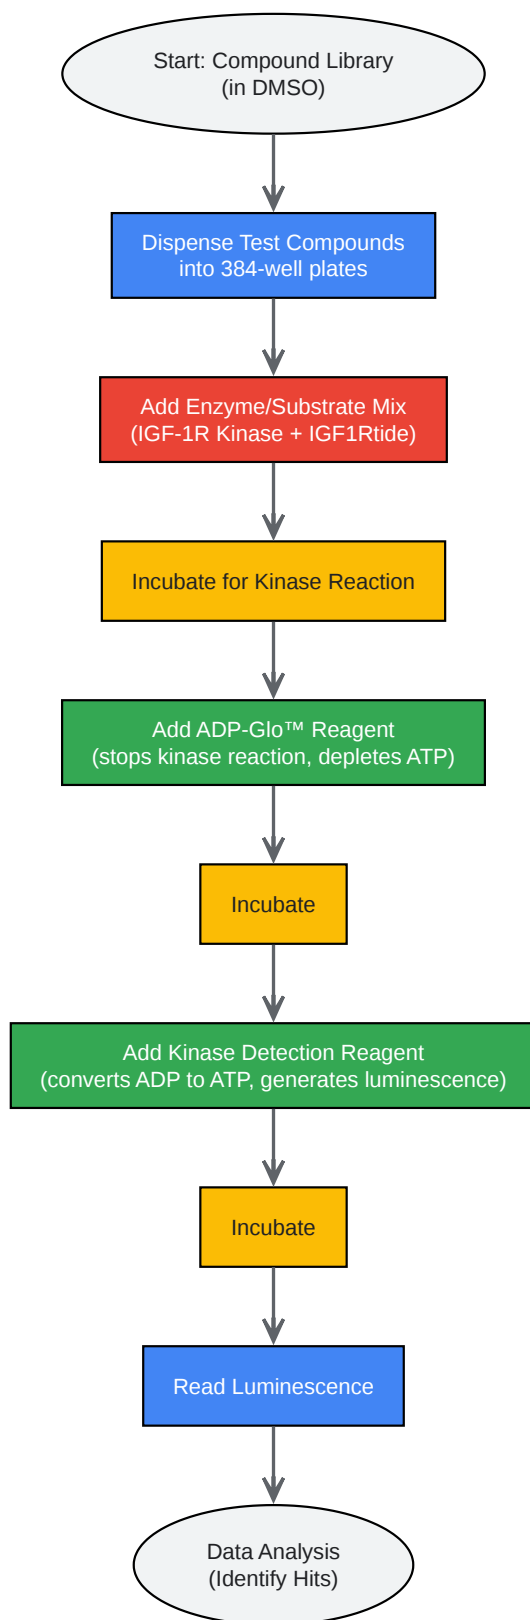 Start: Compound Library
(in DMSO)
Dispense Test Compounds
into 384-well plates
Add Enzyme/Substrate Mix
(IGF-1R Kinase + IGF1Rtide)
Incubate for Kinase Reaction
Add ADP-Glo™ Reagent
(stops kinase reaction, depletes ATP)
Incubate
Add Kinase Detection Reagent
(converts ADP to ATP, generates luminescence)
Incubate
Read Luminescence
Data Analysis
(Identify Hits)